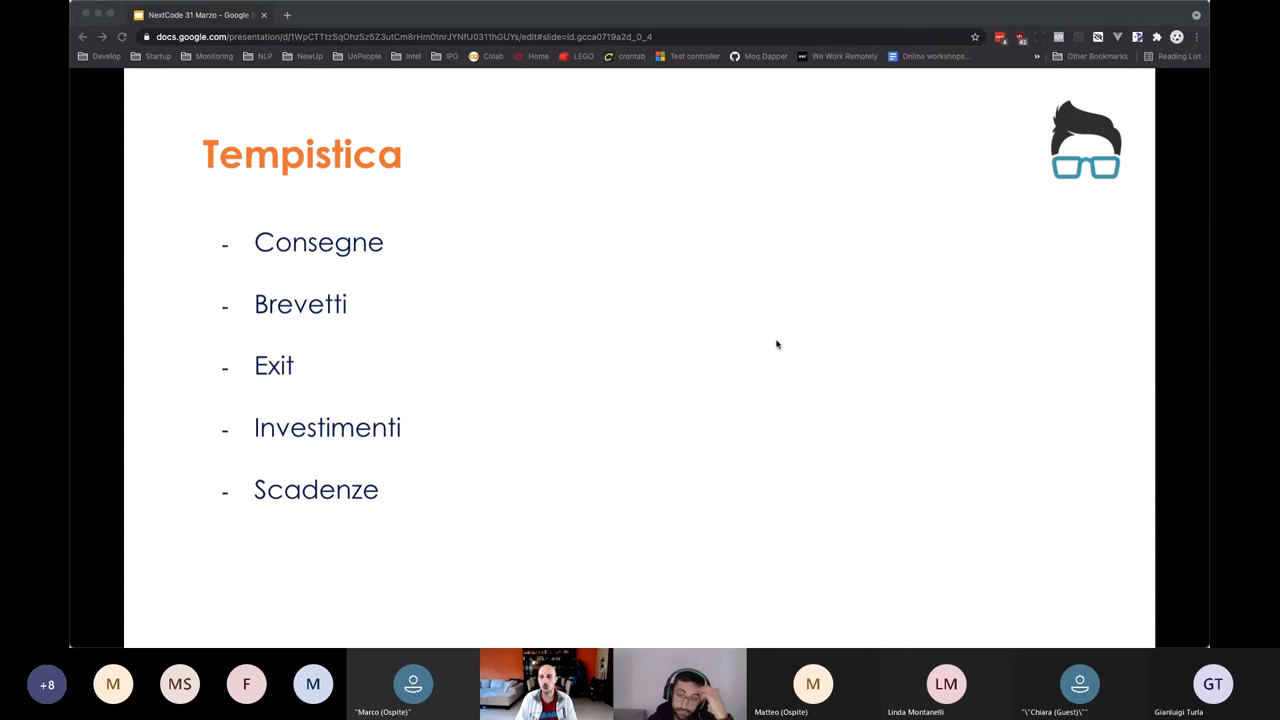 NextCode 31 Marzo - Google S
docs.google.com/presentation/d/1WpCTTtzSqOhzSz5Z3utCm8rHm0tnrJYNfU0311hGUYs/edit#slide=id.gcca0719a2d_0_4
Develop Startup Monitoring NLP NewUp UoPeople Intel IPO Colab Home LEGO crontab Test controller Moq.Dapper We Work Remotely Online workshops... » Other Bookmarks Reading List
Tempistica
- Consegne
- Brevetti
- Exit
- Investimenti
- Scadenze
+8 M MS F M M LM GT
"Marco (Ospite)" Matteo (Ospite) Linda Montanelli "\"Chiara (Guest)\"" Gianluigi Turla